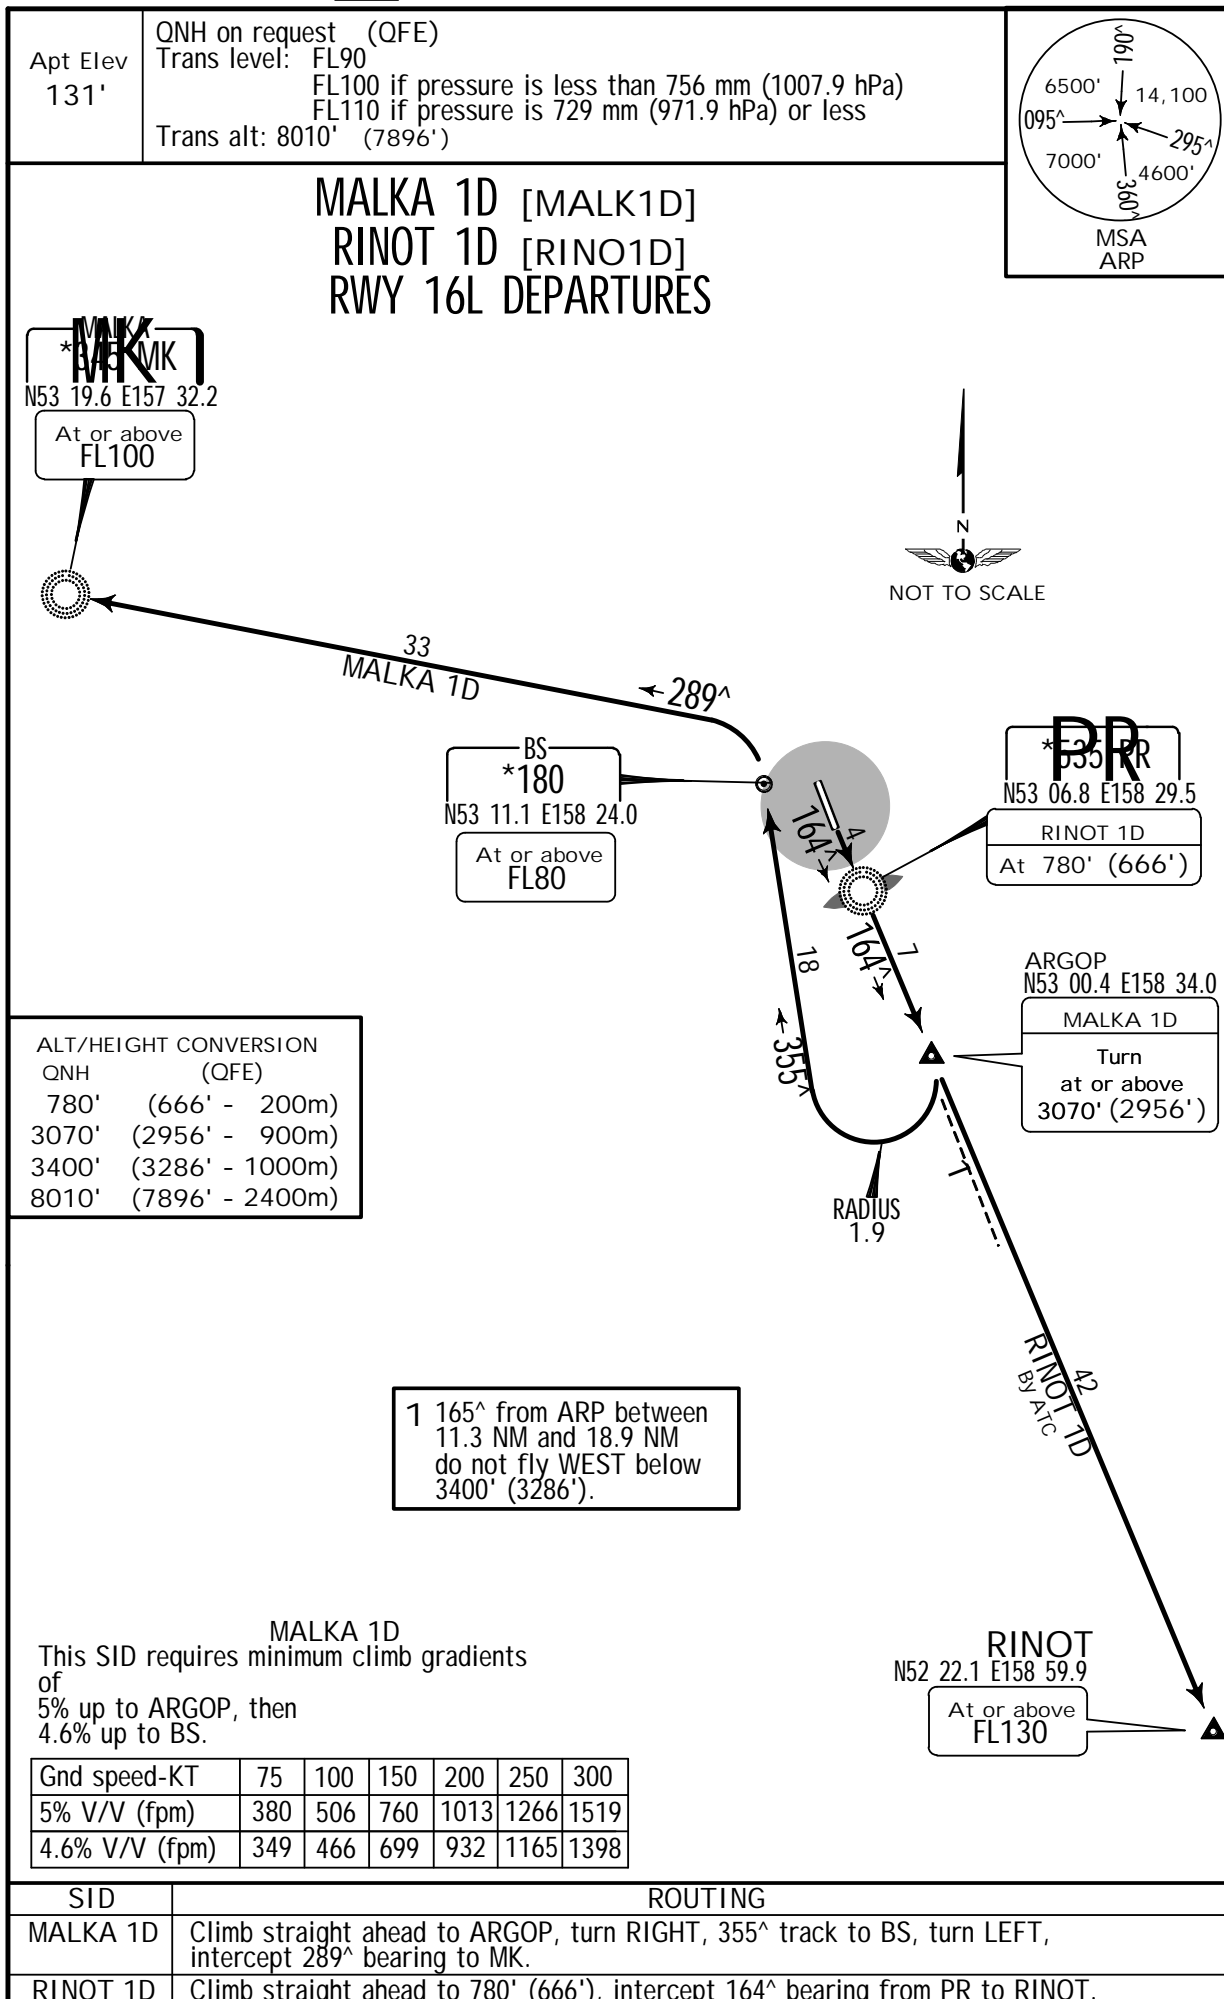 Apt Elev
131'
QNH on request (QFE)
Trans level: FL90
FL100 if pressure is less than 756 mm (1007.9 hPa)
FL110 if pressure is 729 mm (971.9 hPa) or less
Trans alt: 8010' (7896')
190^
6500'
14,100
095^
295^
7000'
4600'
360^
MSA
ARP
MALKA 1D [MALK1D]
RINOT 1D [RINO1D]
RWY 16L DEPARTURES
MALKA
*345 MK
MK
N53 19.6 E157 32.2
At or above
FL100
N
NOT TO SCALE
33
MALKA 1D
289^
BS
*180
N53 11.1 E158 24.0
At or above
FL80
PR
*535 PR
N53 06.8 E158 29.5
RINOT 1D
At 780' (666')
164^
4
164^
7
18
355^
ARGOP
N53 00.4 E158 34.0
MALKA 1D
Turn
at or above
3070' (2956')
ALT/HEIGHT CONVERSION
QNH (QFE)
780' (666' - 200m)
3070' (2956' - 900m)
3400' (3286' - 1000m)
8010' (7896' - 2400m)
RADIUS
1.9
1
42
RINOT 1D
By ATC
1 165^ from ARP between
11.3 NM and 18.9 NM
do not fly WEST below
3400' (3286').
MALKA 1D
This SID requires minimum climb gradients
of
5% up to ARGOP, then
4.6% up to BS.
RINOT
N52 22.1 E158 59.9
At or above
FL130
Gnd speed-KT 75 100 150 200 250 300
5% V/V (fpm) 380 506 760 1013 1266 1519
4.6% V/V (fpm) 349 466 699 932 1165 1398
SID ROUTING
MALKA 1D Climb straight ahead to ARGOP, turn RIGHT, 355^ track to BS, turn LEFT,
intercept 289^ bearing to MK.
RINOT 1D Climb straight ahead to 780' (666'), intercept 164^ bearing from PR to RINOT.